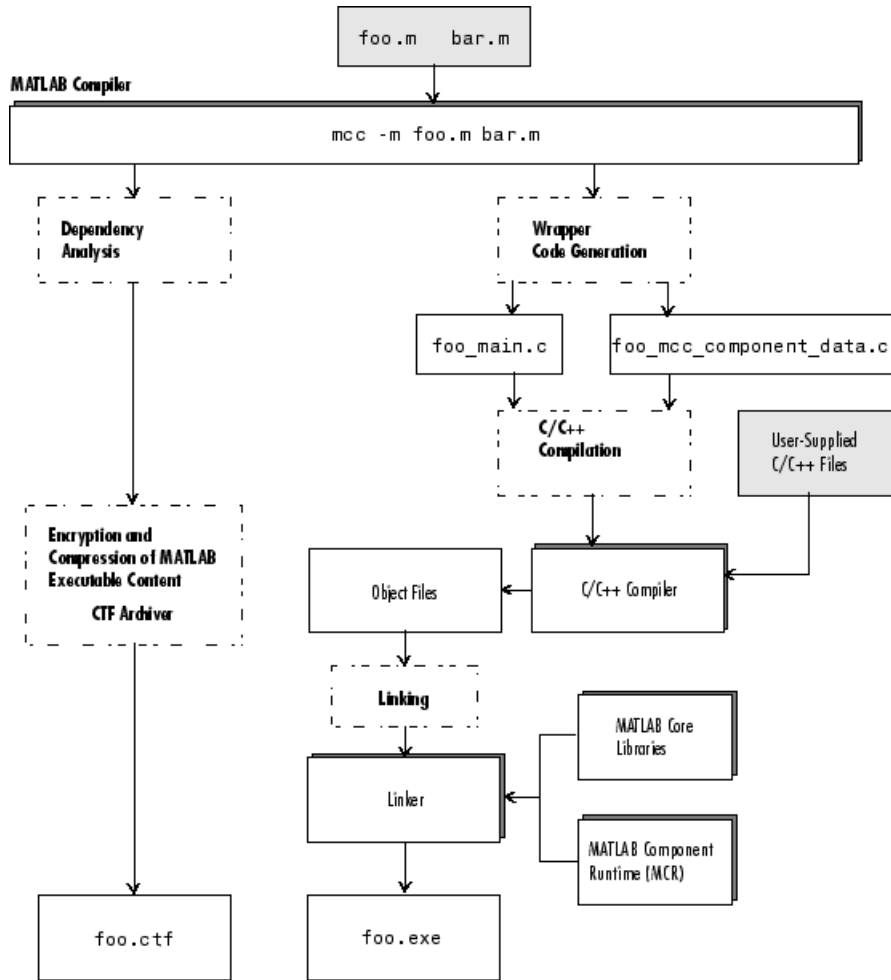 foo.m bar.m
MATLAB Compiler
mcc -m foo.m bar.m
Dependency
Analysis
Wrapper
Code Generation
foo_main.c
foo_mcc_component_data.c
C/C++
Compilation
User-Supplied
C/C++ Files
Encryption and
Compression of MATLAB
Executable Content
CTF Archiver
Object Files
C/C++ Compiler
Linking
MATLAB Core
Libraries
Linker
MATLAB Component
Runtime (MCR)
foo.ctf
foo.exe